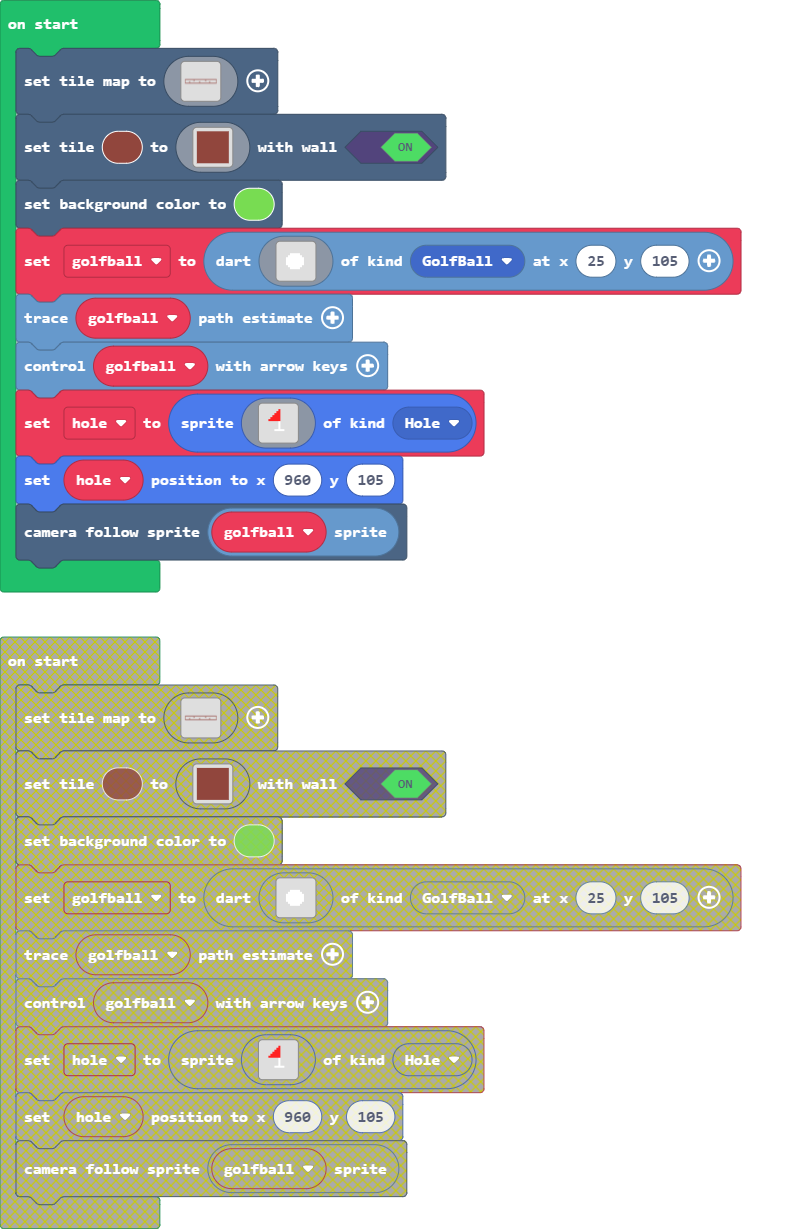 on start
set tile map to
set tile to with wall ON
set background color to
set golfball to dart of kind GolfBall at x 25 y 105
trace golfball path estimate
control golfball with arrow keys
set hole to sprite of kind Hole
set hole position to x 960 y 105
camera follow sprite golfball sprite
on start
set tile map to
set tile to with wall ON
set background color to
set golfball to dart of kind GolfBall at x 25 y 105
trace golfball path estimate
control golfball with arrow keys
set hole to sprite of kind Hole
set hole position to x 960 y 105
camera follow sprite golfball sprite